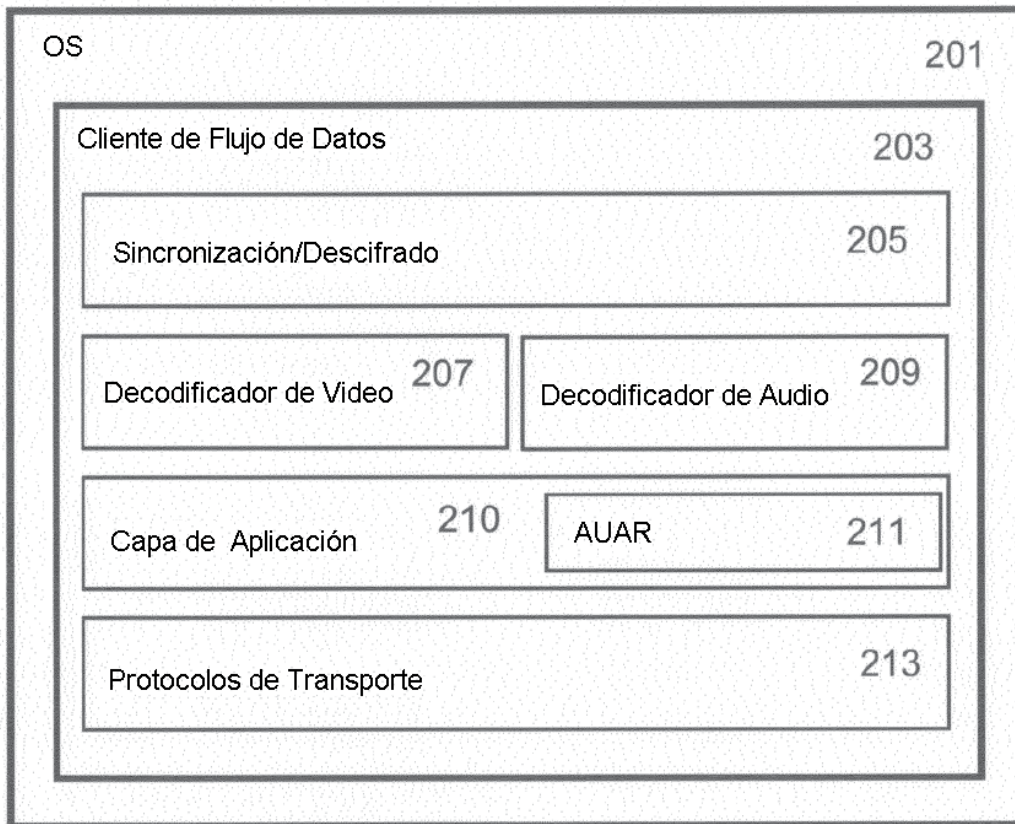 OS 201
Cliente de Flujo de Datos 203
Sincronización/Descifrado 205
Decodificador de Video 207
Decodificador de Audio 209
Capa de Aplicación 210
AUAR 211
Protocolos de Transporte 213